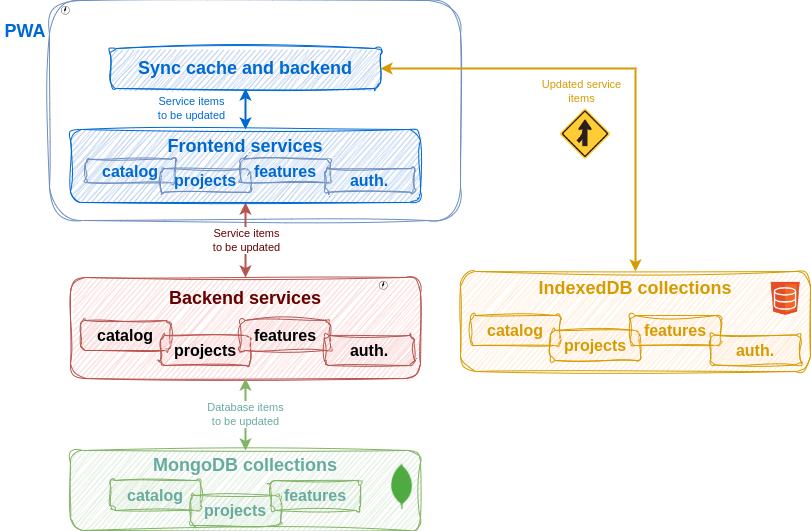 PWA
Sync cache and backend
Updated service
items
Service items
to be updated
Frontend services
catalog
projects
features
auth.
Service items
to be updated
Backend services
catalog
projects
features
auth.
IndexedDB collections
catalog
projects
features
auth.
Database items
to be updated
MongoDB collections
catalog
projects
features